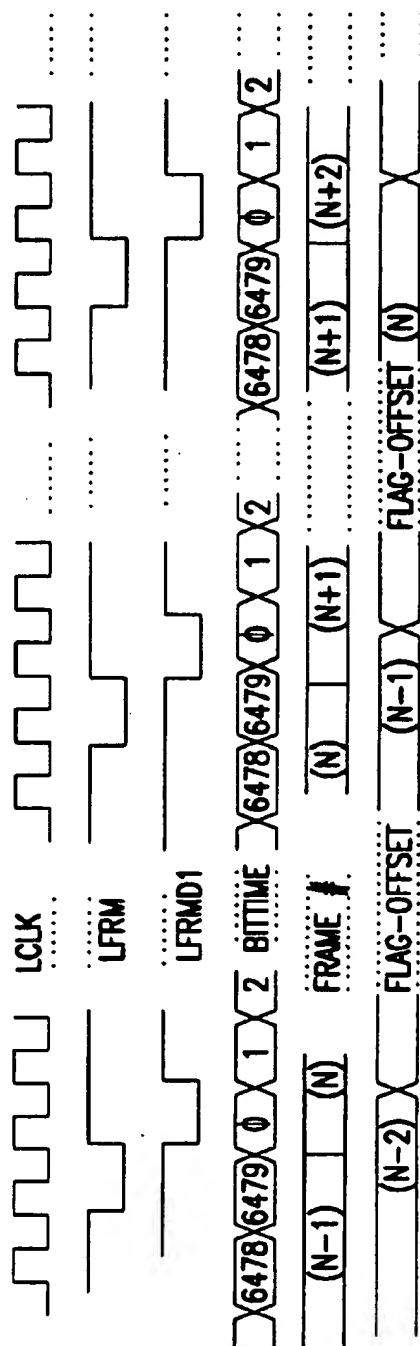 LCLK
LFRM
LFRMD1
6478 6479 0 1 2 BITTIME 6478 6479 0 1 2 6478 6479 0 1 2
(N-1) (N) FRAME # (N) (N+1) (N+1) (N+2)
(N-2) FLAG-OFFSET (N-1) FLAG-OFFSET (N)